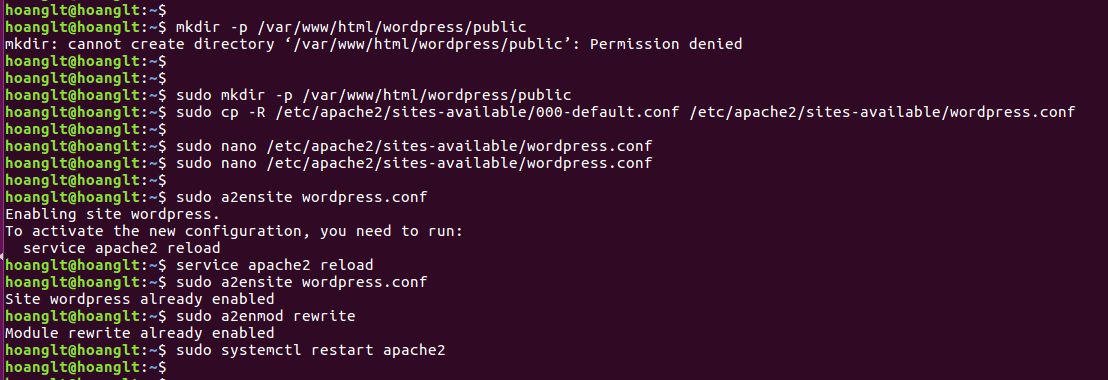 hoanglt@hoanglt:~$
hoanglt@hoanglt:~$ mkdir -p /var/www/html/wordpress/public
mkdir: cannot create directory ‘/var/www/html/wordpress/public’: Permission denied
hoanglt@hoanglt:~$
hoanglt@hoanglt:~$
hoanglt@hoanglt:~$ sudo mkdir -p /var/www/html/wordpress/public
hoanglt@hoanglt:~$ sudo cp -R /etc/apache2/sites-available/000-default.conf /etc/apache2/sites-available/wordpress.conf
hoanglt@hoanglt:~$
hoanglt@hoanglt:~$ sudo nano /etc/apache2/sites-available/wordpress.conf
hoanglt@hoanglt:~$ sudo nano /etc/apache2/sites-available/wordpress.conf
hoanglt@hoanglt:~$
hoanglt@hoanglt:~$ sudo a2ensite wordpress.conf
Enabling site wordpress.
To activate the new configuration, you need to run:
  service apache2 reload
hoanglt@hoanglt:~$ service apache2 reload
hoanglt@hoanglt:~$ sudo a2ensite wordpress.conf
Site wordpress already enabled
hoanglt@hoanglt:~$ sudo a2enmod rewrite
Module rewrite already enabled
hoanglt@hoanglt:~$ sudo systemctl restart apache2
hoanglt@hoanglt:~$